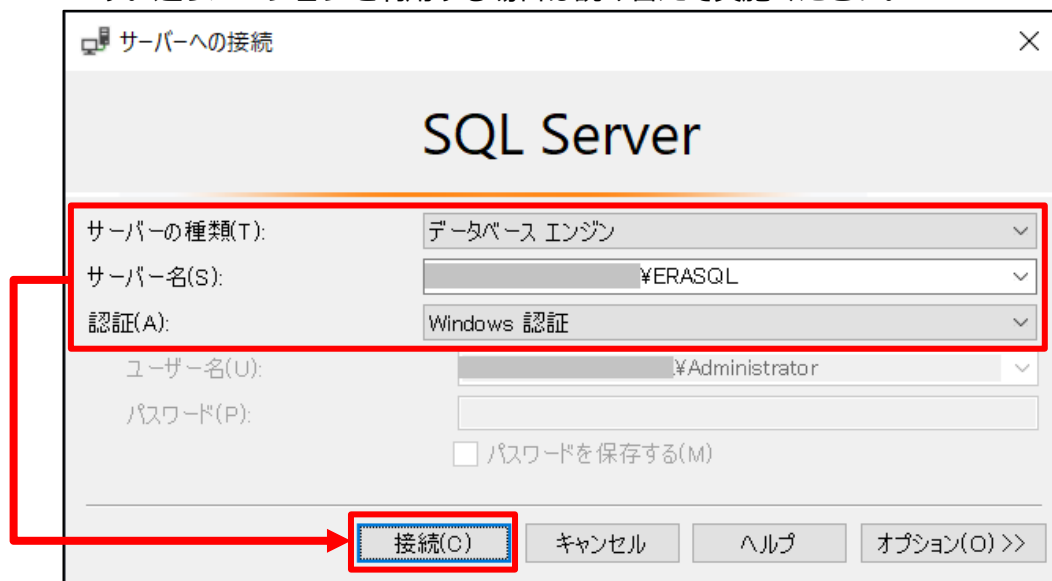 サーバーへの接続
SQL Server
サーバーの種類(T): データベース エンジン
サーバー名(S): ¥ERASQL
認証(A): Windows 認証
ユーザー名(U): ¥Administrator
パスワード(P):
パスワードを保存する(M)
接続(C) キャンセル ヘルプ オプション(O) >>